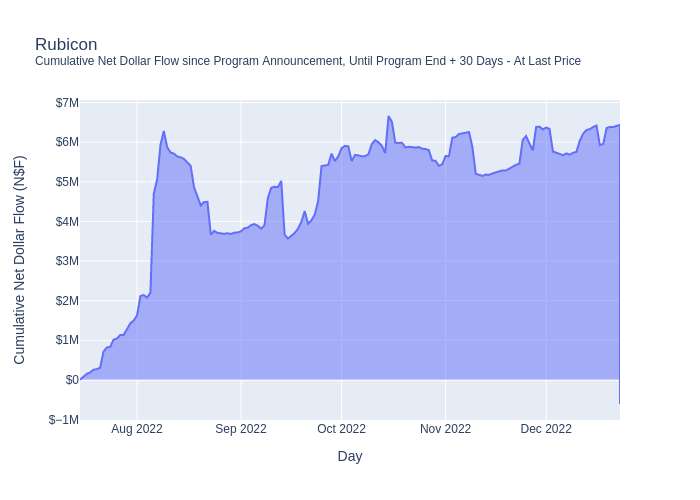 Rubicon
Cumulative Net Dollar Flow since Program Announcement, Until Program End + 30 Days - At Last Price
$7M
$6M
$5M
$4M
$3M
$2M
$1M
$0
$−1M
Cumulative Net Dollar Flow (N$F)
Aug 2022
Sep 2022
Oct 2022
Nov 2022
Dec 2022
Day